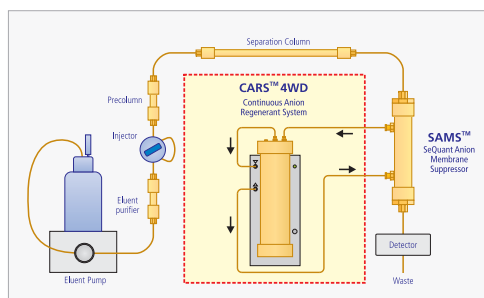 Separation Column
CARS™ 4WD
Continuous Anion
Regenerant System
Precolumn
Injector
SAMS™
SeQuant Anion
Membrane
Suppressor
Eluent
purifier
Detector
Eluent Pump
Waste